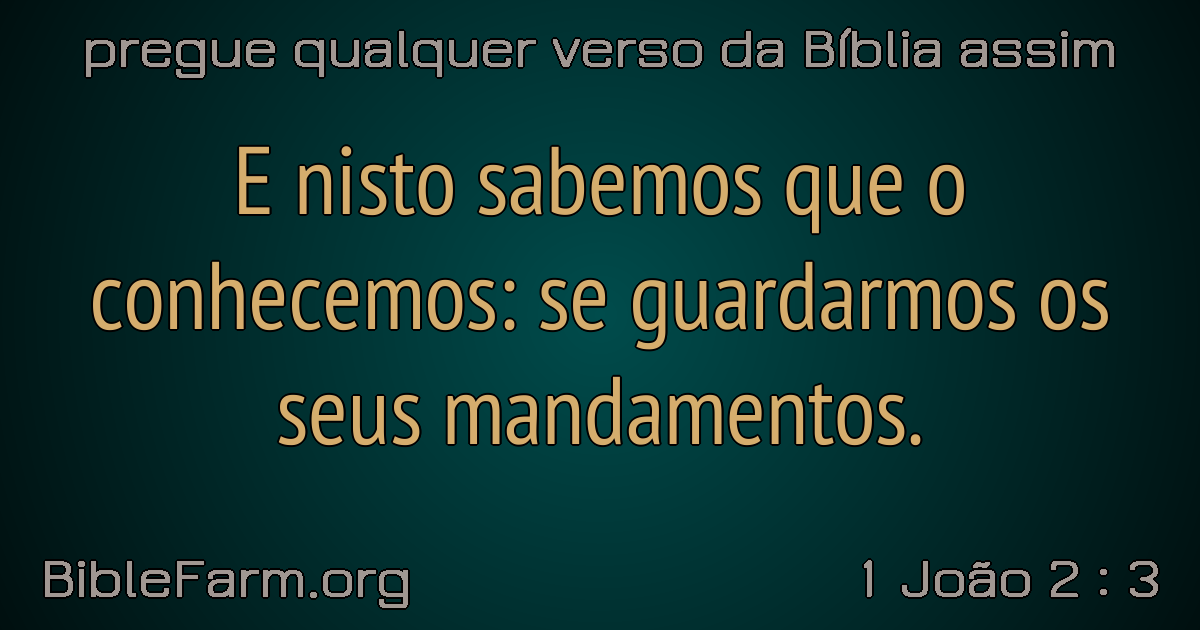 pregue qualquer verso da Bíblia assim
E nisto sabemos que o
conhecemos: se guardarmos os
seus mandamentos.
BibleFarm.org
1 João 2 : 3